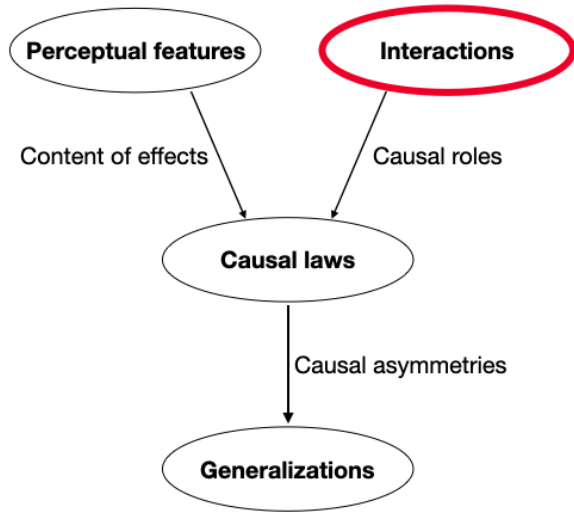 Perceptual features
Interactions
Content of effects
Causal roles
Causal laws
Causal asymmetries
Generalizations